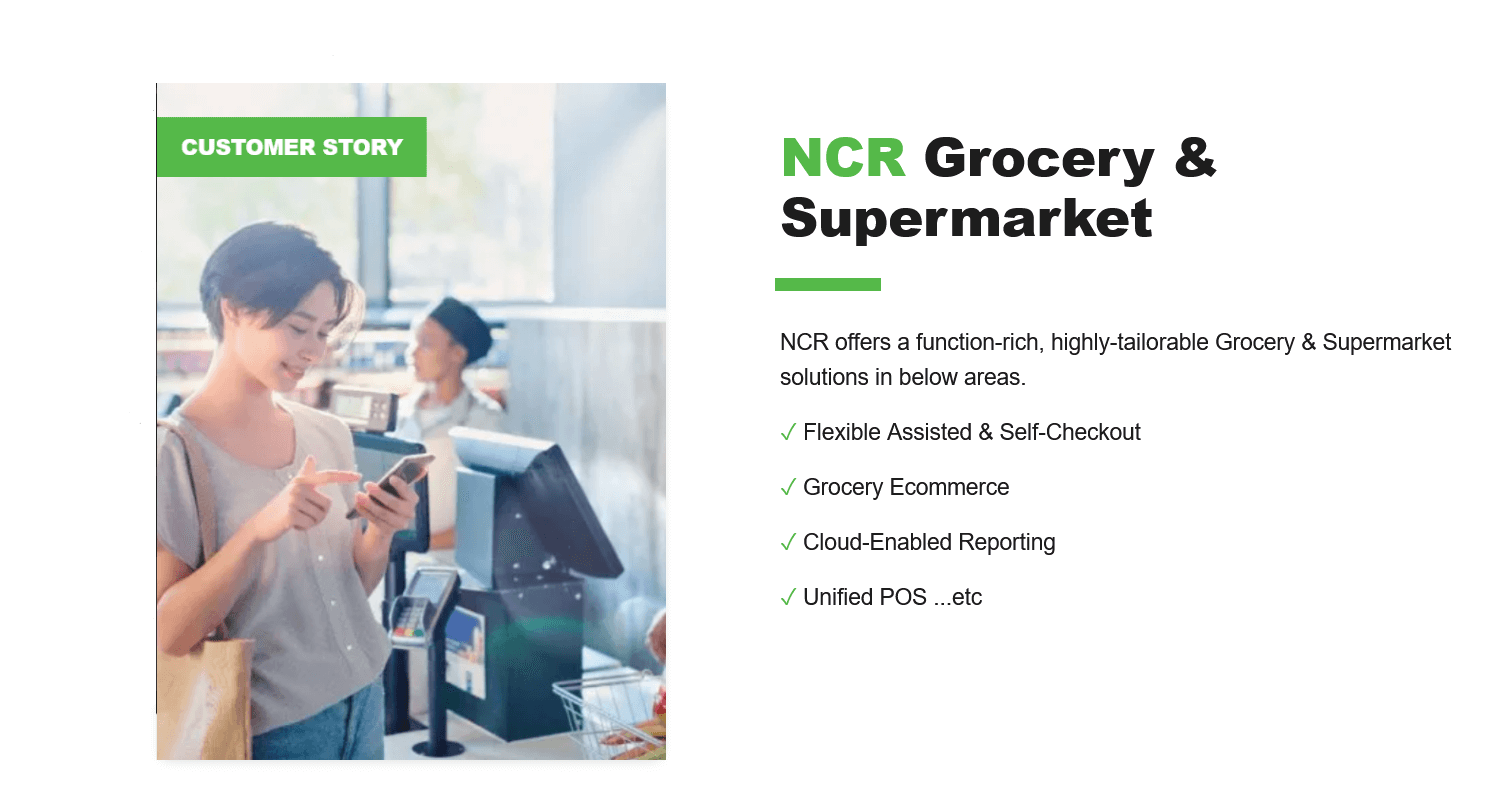 CUSTOMER STORY
NCR Grocery &
Supermarket
NCR offers a function-rich, highly-tailorable Grocery & Supermarket
solutions in below areas.
✓ Flexible Assisted & Self-Checkout
✓ Grocery Ecommerce
✓ Cloud-Enabled Reporting
✓ Unified POS ...etc